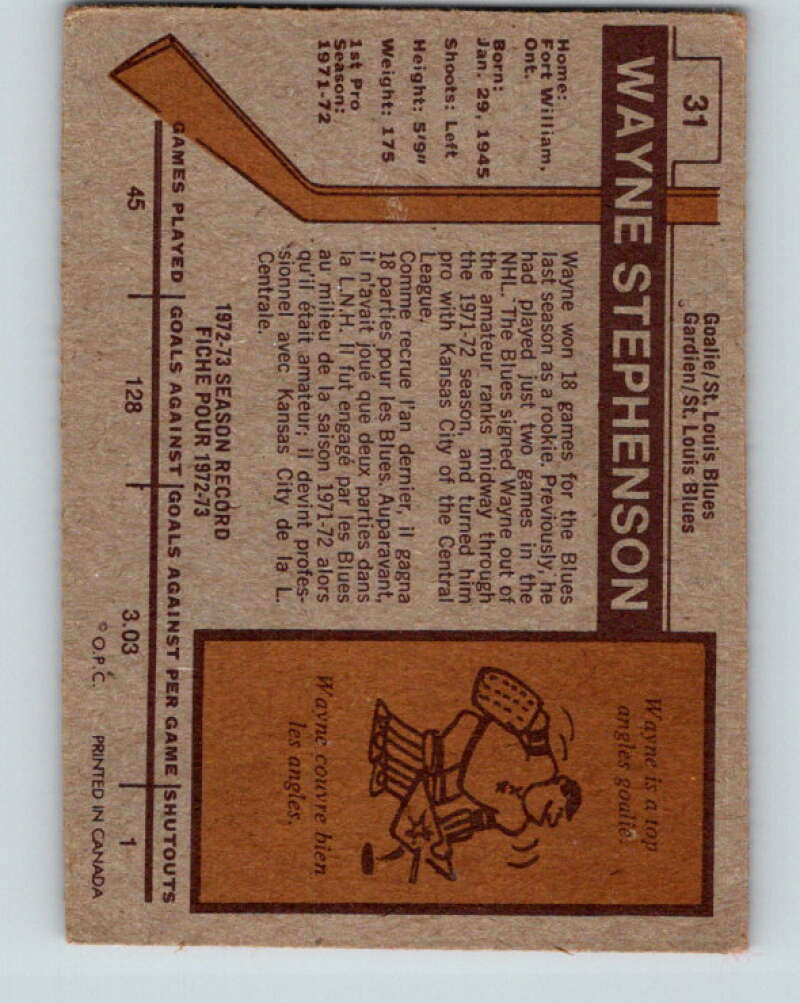 31
Goalie/St. Louis Blues
Gardien/St. Louis Blues
WAYNE STEPHENSON
Home:
Fort William,
Ont.
Born:
Jan. 29, 1945
Shoots: Left
Height: 5'9"
Weight: 175
1st Pro
Season:
1971-72
Wayne won 18 games for the Blues
last season as a rookie. Previously, he
had played just two games in the
NHL. The Blues signed Wayne out of
the amateur ranks midway through
the 1971-72 season, and turned him
pro with Kansas City of the Central
League.
Comme recrue l'an dernier, il gagna
18 parties pour les Blues. Auparavant,
il n'avait joué que deux parties dans
la L.N.H. Il fut engagé par les Blues
au milieu de la saison 1971-72 alors
qu'il était amateur; il devint profes-
sionnel avec Kansas City de la L.
Centrale.
Wayne is a top
angles goalie.
Wayne couvre bien
les angles.
1972-73 SEASON RECORD
FICHE POUR 1972-73
GAMES PLAYED GOALS AGAINST GOALS AGAINST PER GAME SHUTOUTS
45 128 3.03 1
© O.P.C. PRINTED IN CANADA